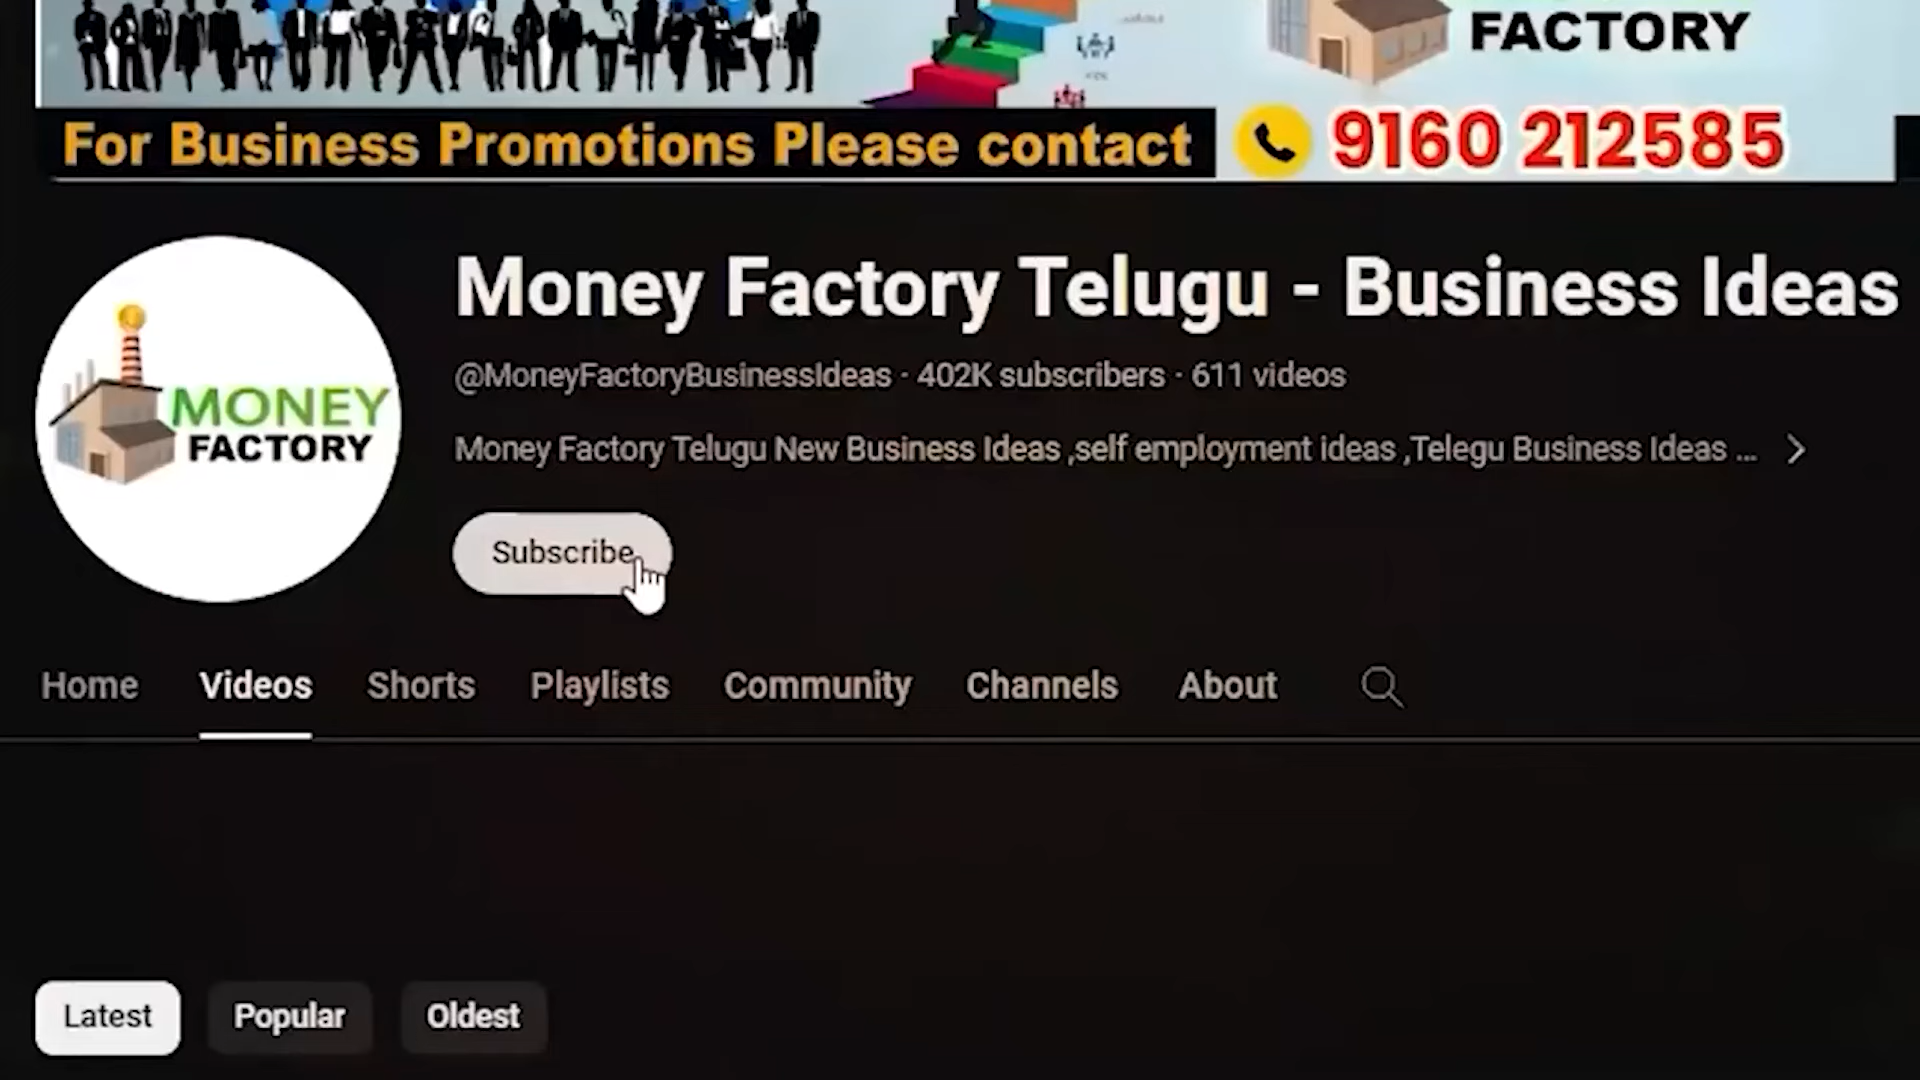 FACTORY
For Business Promotions Please contact 9160 212585
MONEY
FACTORY
Money Factory Telugu - Business Ideas
@MoneyFactoryBusinessIdeas · 402K subscribers · 611 videos
Money Factory Telugu New Business Ideas ,self employment ideas ,Telegu Business Ideas ...
Subscribe
Home Videos Shorts Playlists Community Channels About
Latest Popular Oldest